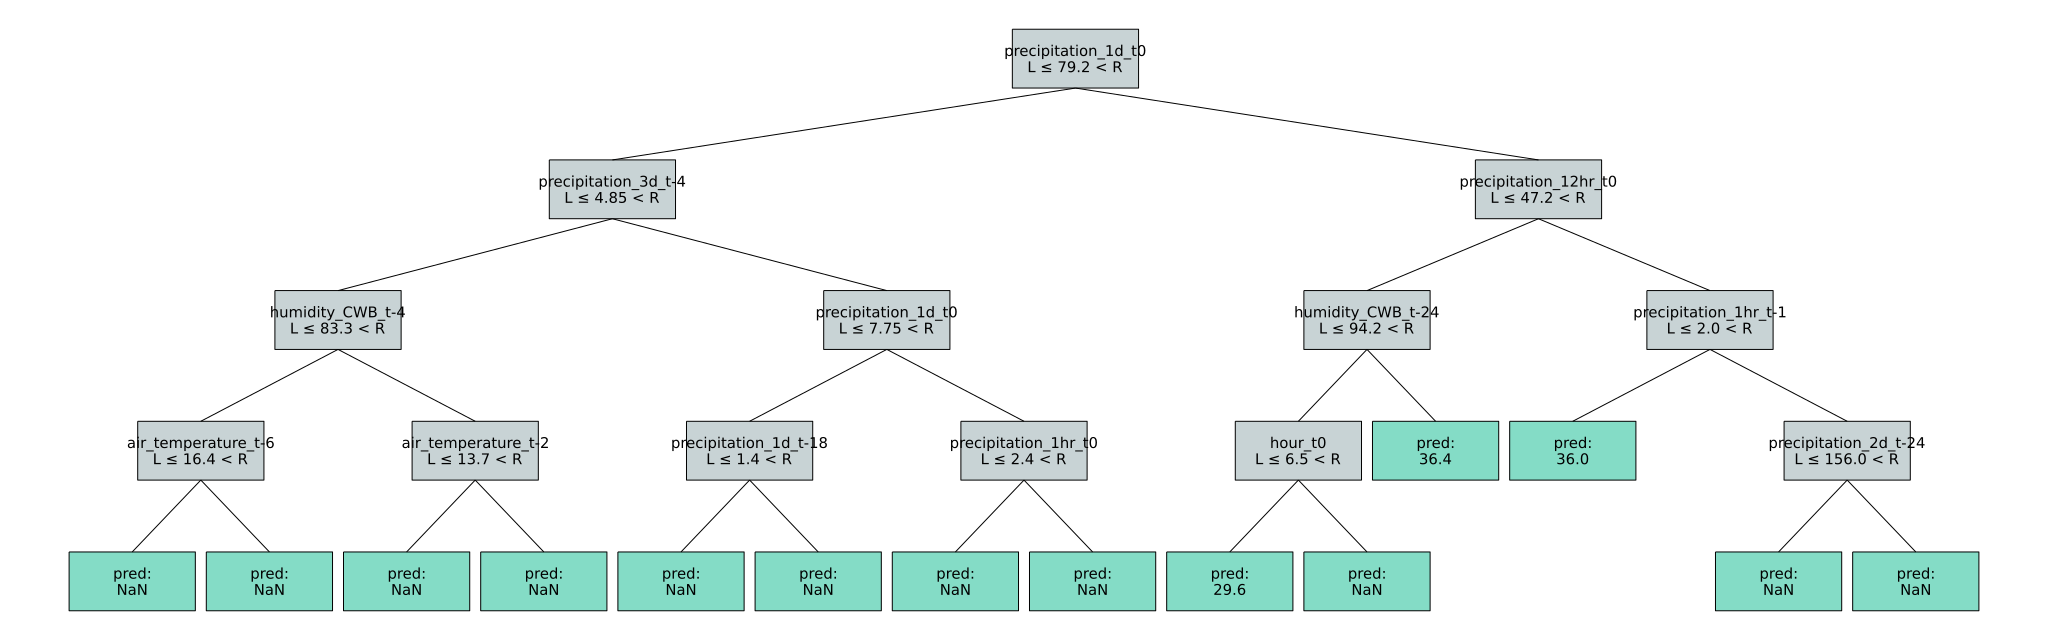 precipitation_1d_t0
L ≤ 79.2 < R
precipitation_3d_t-4
L ≤ 4.85 < R
precipitation_12hr_t0
L ≤ 47.2 < R
humidity_CWB_t-4
L ≤ 83.3 < R
precipitation_1d_t0
L ≤ 7.75 < R
humidity_CWB_t-24
L ≤ 94.2 < R
precipitation_1hr_t-1
L ≤ 2.0 < R
air_temperature_t-6
L ≤ 16.4 < R
air_temperature_t-2
L ≤ 13.7 < R
precipitation_1d_t-18
L ≤ 1.4 < R
precipitation_1hr_t0
L ≤ 2.4 < R
hour_t0
L ≤ 6.5 < R
pred:
36.4
pred:
36.0
precipitation_2d_t-24
L ≤ 156.0 < R
pred:
NaN
pred:
NaN
pred:
NaN
pred:
NaN
pred:
NaN
pred:
NaN
pred:
NaN
pred:
NaN
pred:
29.6
pred:
NaN
pred:
NaN
pred:
NaN